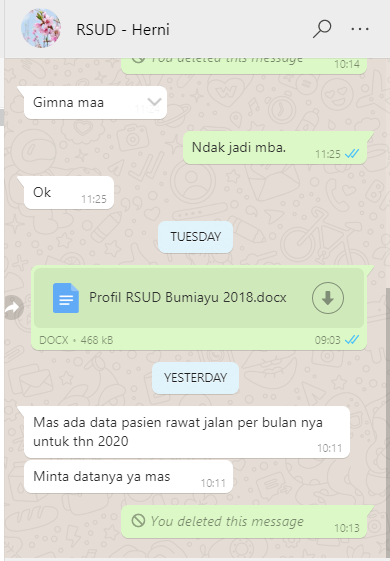 RSUD - Herni
You deleted this message
10:14
Gimna maa
Ndak jadi mba.
11:25
Ok
11:25
TUESDAY
Profil RSUD Bumiayu 2018.docx
DOCX • 468 kB
09:03
YESTERDAY
Mas ada data pasien rawat jalan per bulan nya
untuk thn 2020
10:11
Minta datanya ya mas
10:11
You deleted this message
10:13